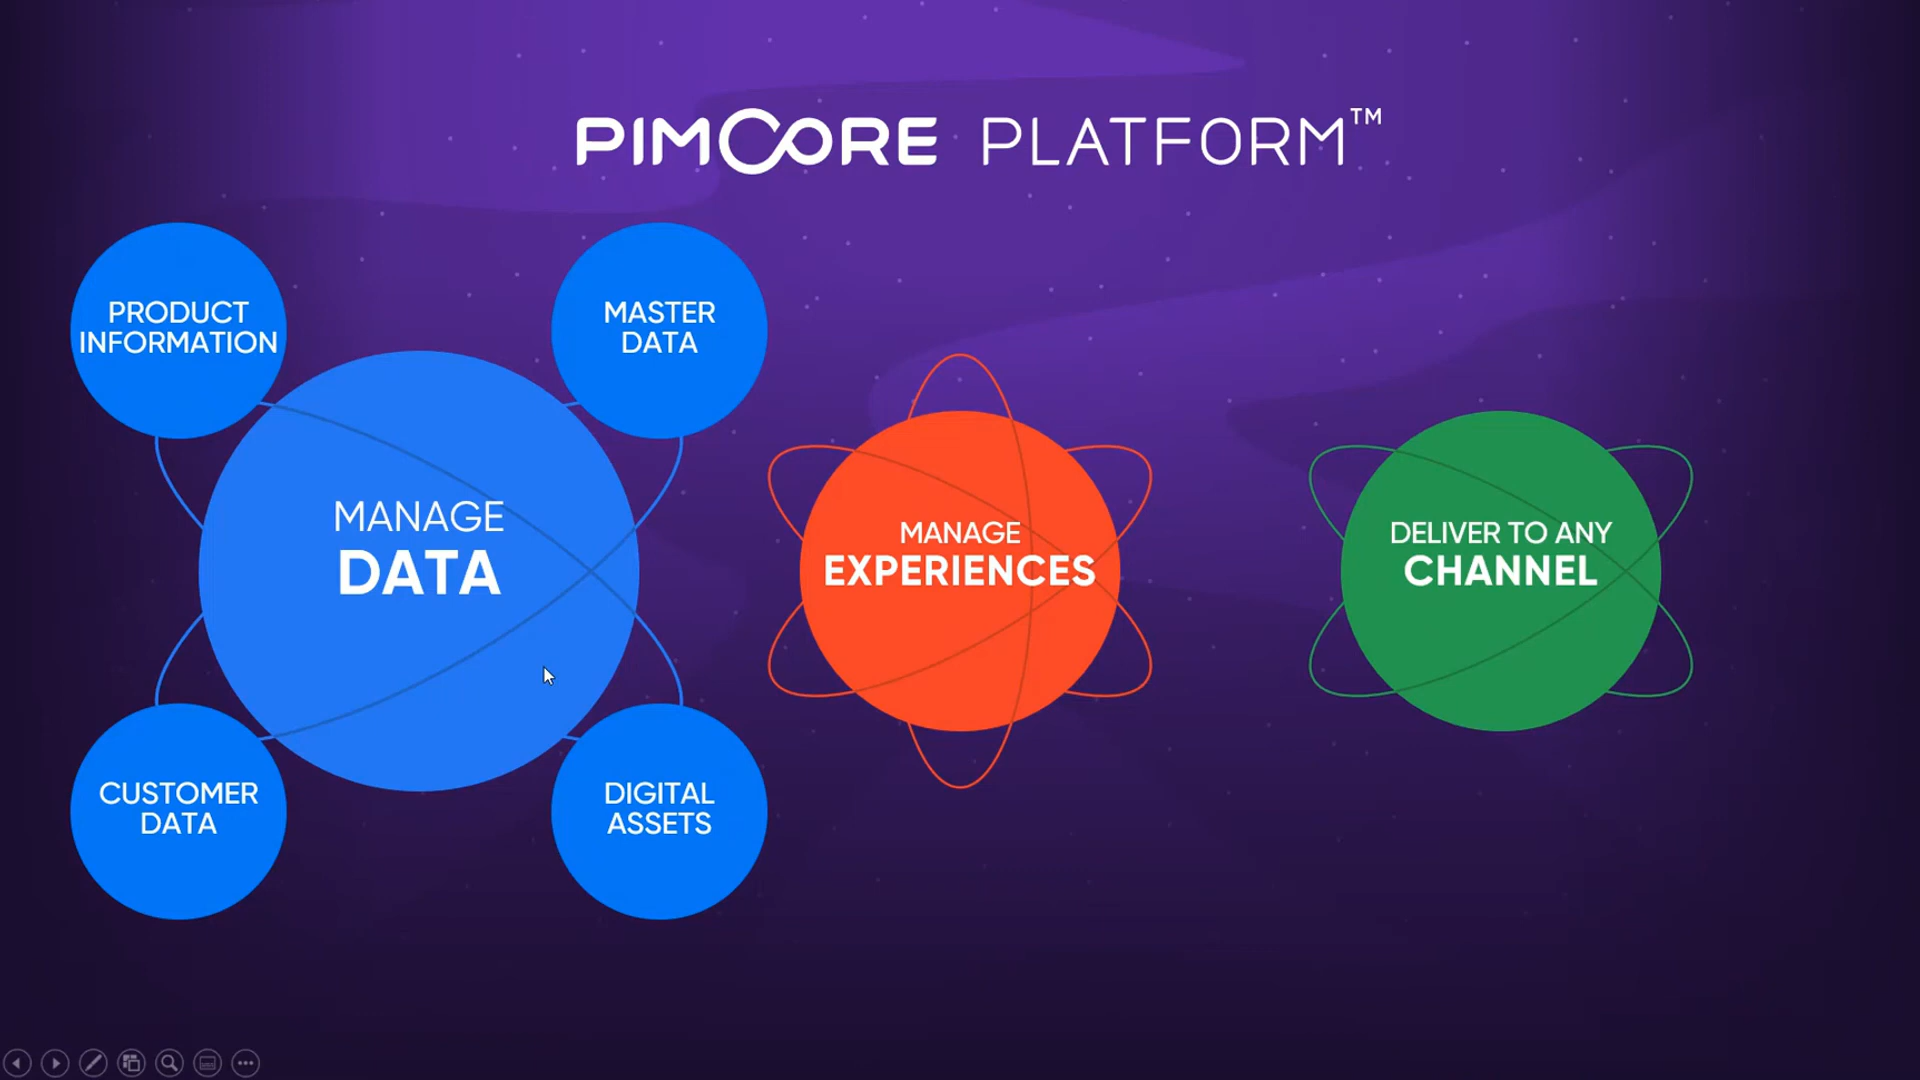 PIMCORE PLATFORM™
PRODUCT
INFORMATION
MASTER
DATA
MANAGE
DATA
CUSTOMER
DATA
DIGITAL
ASSETS
MANAGE
EXPERIENCES
DELIVER TO ANY
CHANNEL